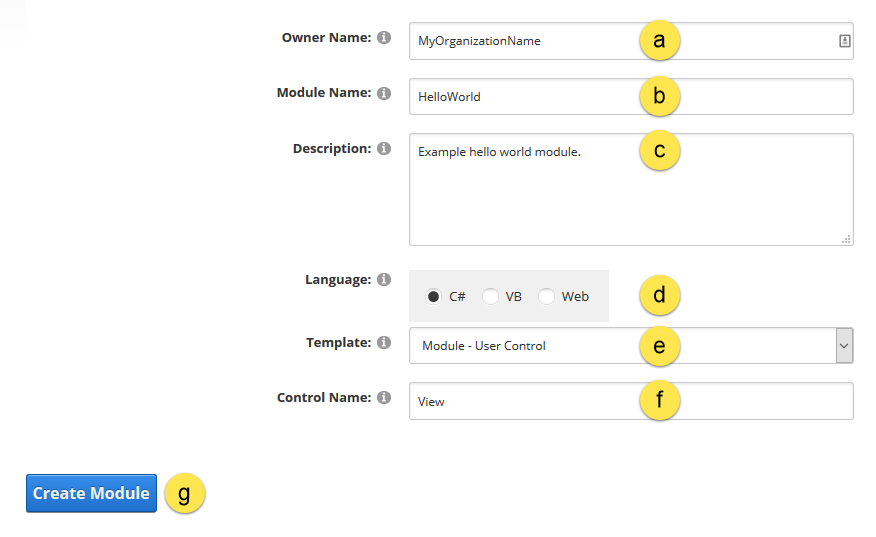 Owner Name: MyOrganizationName a
Module Name: HelloWorld b
Description: Example hello world module. c
Language: C# VB Web d
Template: Module - User Control e
Control Name: View f
Create Module g